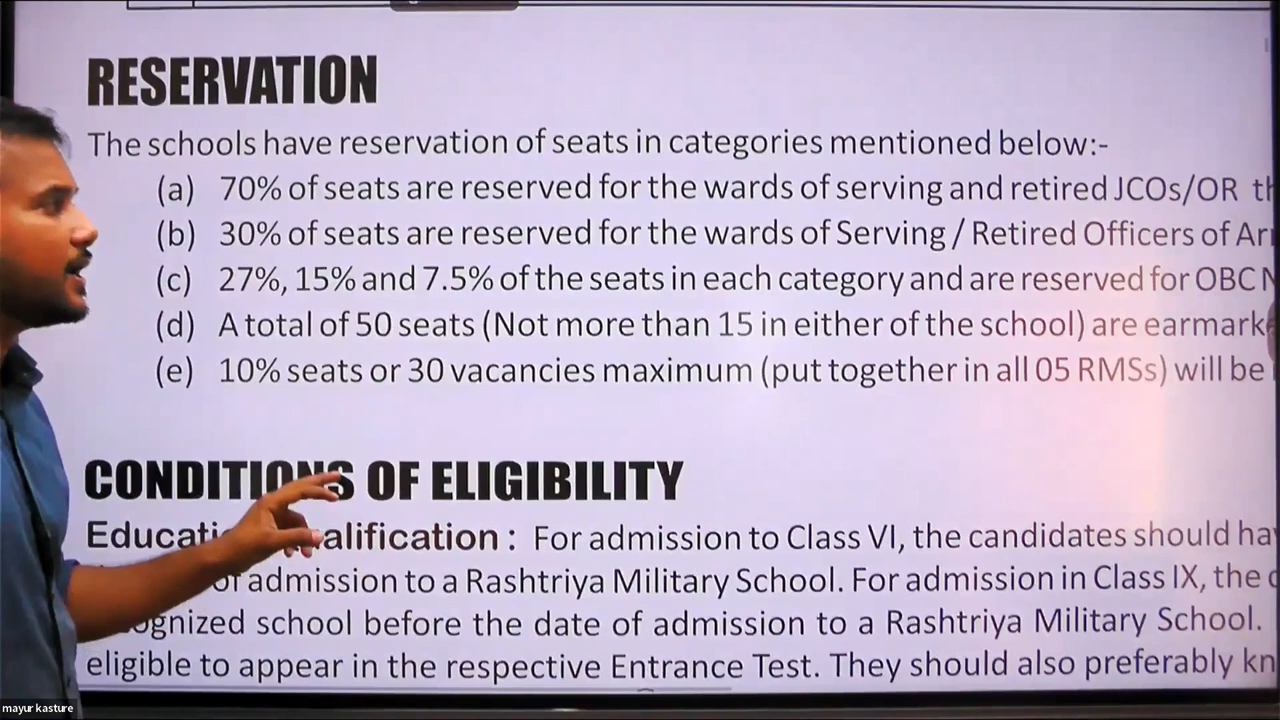 RESERVATION
The schools have reservation of seats in categories mentioned below:-
(a) 70% of seats are reserved for the wards of serving and retired JCOs/OR th
(b) 30% of seats are reserved for the wards of Serving / Retired Officers of Ar
(c) 27%, 15% and 7.5% of the seats in each category and are reserved for OBC N
(d) A total of 50 seats (Not more than 15 in either of the school) are earmark
(e) 10% seats or 30 vacancies maximum (put together in all 05 RMSs) will be
CONDITIONS OF ELIGIBILITY
Educati alification : For admission to Class VI, the candidates should ha
of admission to a Rashtriya Military School. For admission in Class IX, the
ognized school before the date of admission to a Rashtriya Military School.
eligible to appear in the respective Entrance Test. They should also preferably kn
mayur kasture